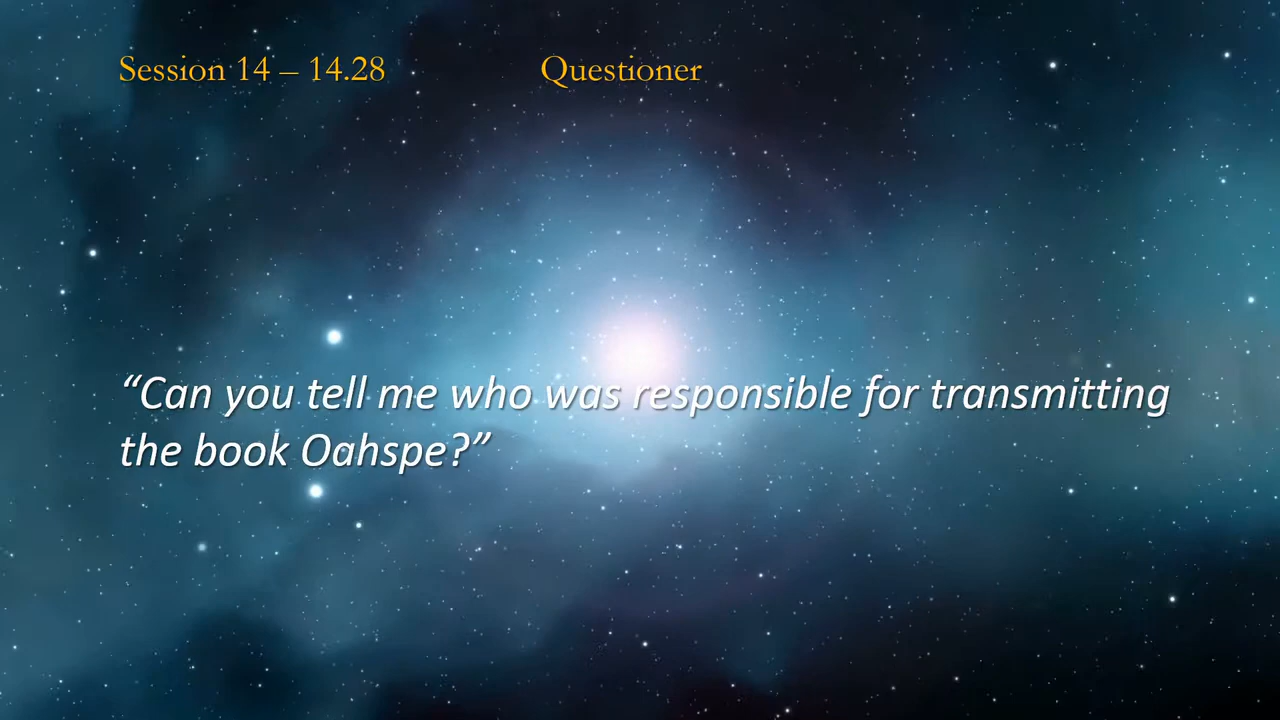 Session 14 – 14.28 Questioner
“Can you tell me who was responsible for transmitting
the book Oahspe?”